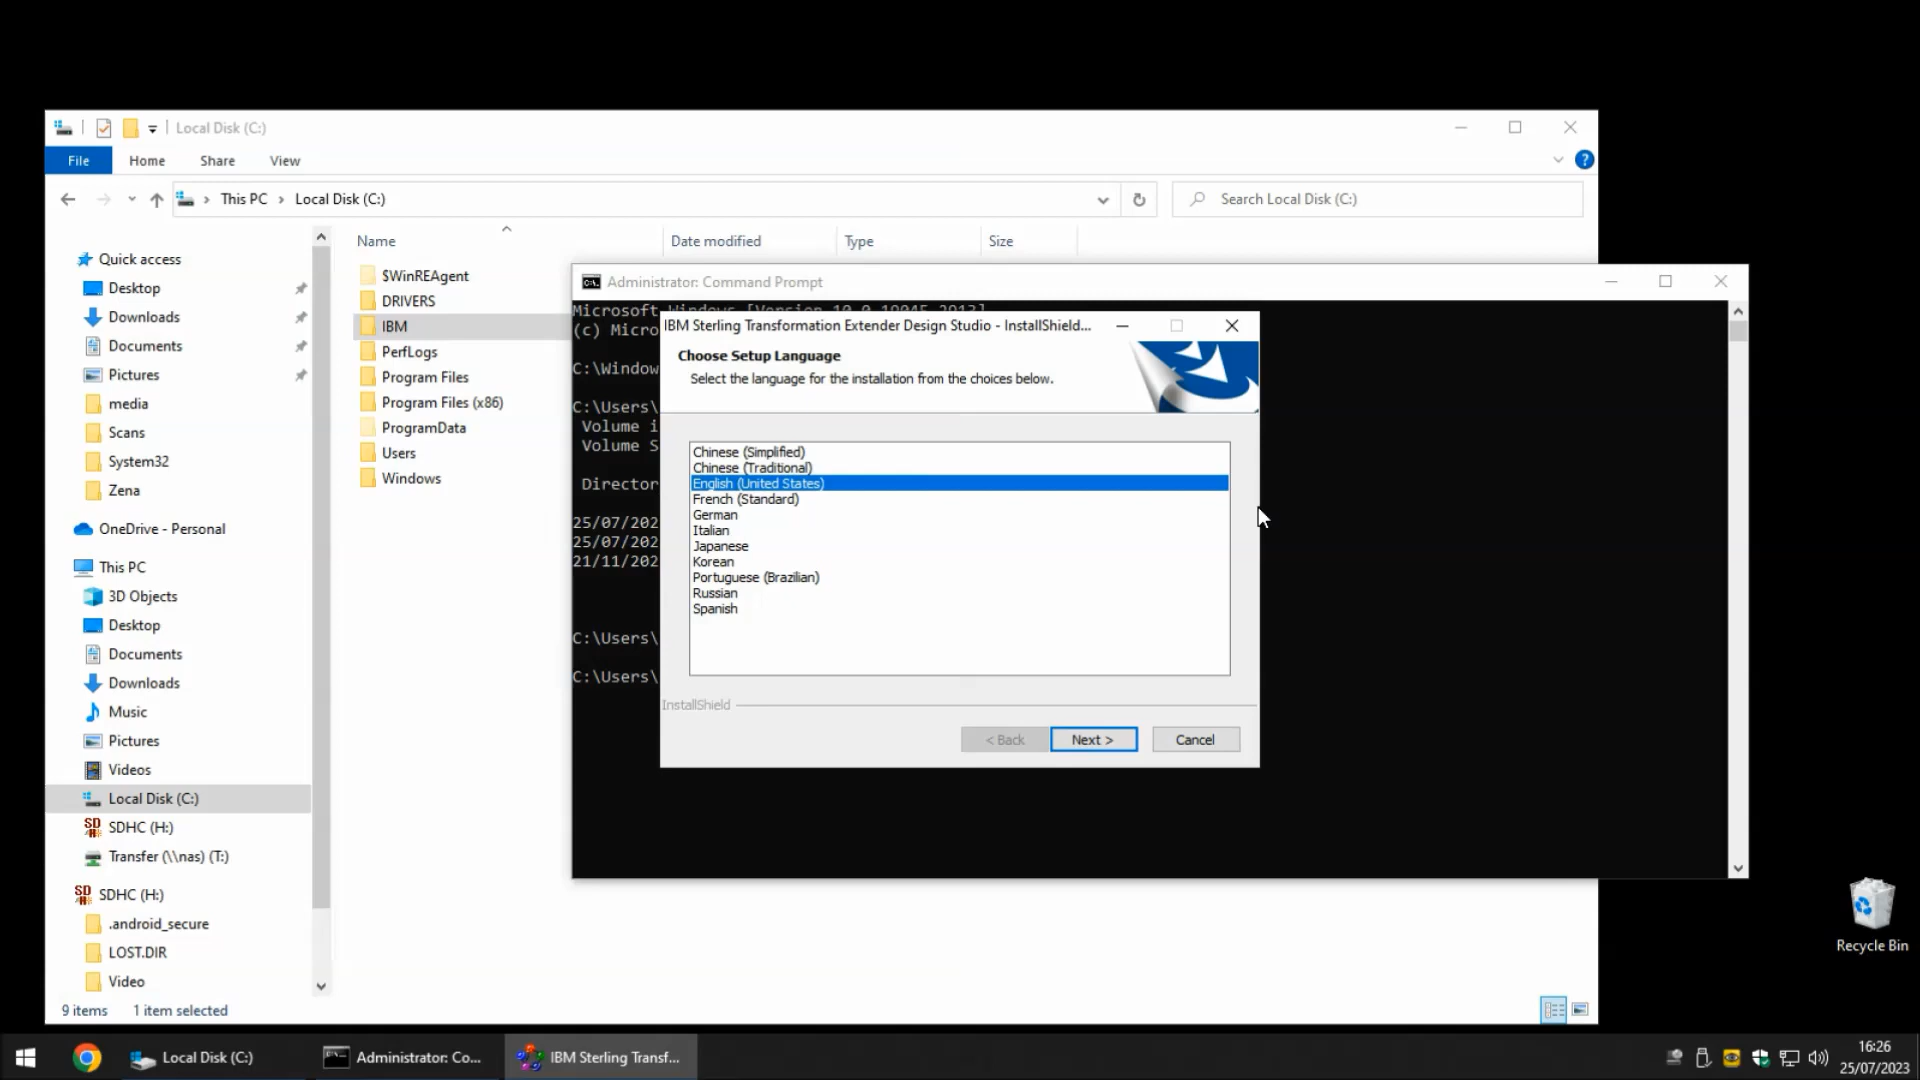 Local Disk (C:)
File Home Share View
This PC > Local Disk (C:)
Search Local Disk (C:)
Name Date modified Type Size
Quick access
Desktop
Downloads
Documents
Pictures
media
Scans
System32
Zena
OneDrive - Personal
This PC
3D Objects
Desktop
Documents
Downloads
Music
Pictures
Videos
Local Disk (C:)
SDHC (H:)
Transfer (\\nas) (T:)
SDHC (H:)
.android_secure
LOST.DIR
Video
$WinREAgent
DRIVERS
IBM
PerfLogs
Program Files
Program Files (x86)
ProgramData
Users
Windows
9 items 1 item selected
Administrator: Command Prompt
Microsoft Windows [Version 10.0.19045.2913]
(c) Micro
C:\Window
C:\Users\
Volume i
Volume S
Director
25/07/202
25/07/202
21/11/202
C:\Users\
C:\Users\
IBM Sterling Transformation Extender Design Studio - InstallShield...
Choose Setup Language
Select the language for the installation from the choices below.
Chinese (Simplified)
Chinese (Traditional)
English (United States)
French (Standard)
German
Italian
Japanese
Korean
Portuguese (Brazilian)
Russian
Spanish
InstallShield
< Back Next > Cancel
Recycle Bin
Local Disk (C:) Administrator: Co... IBM Sterling Transf...
16:26
25/07/2023